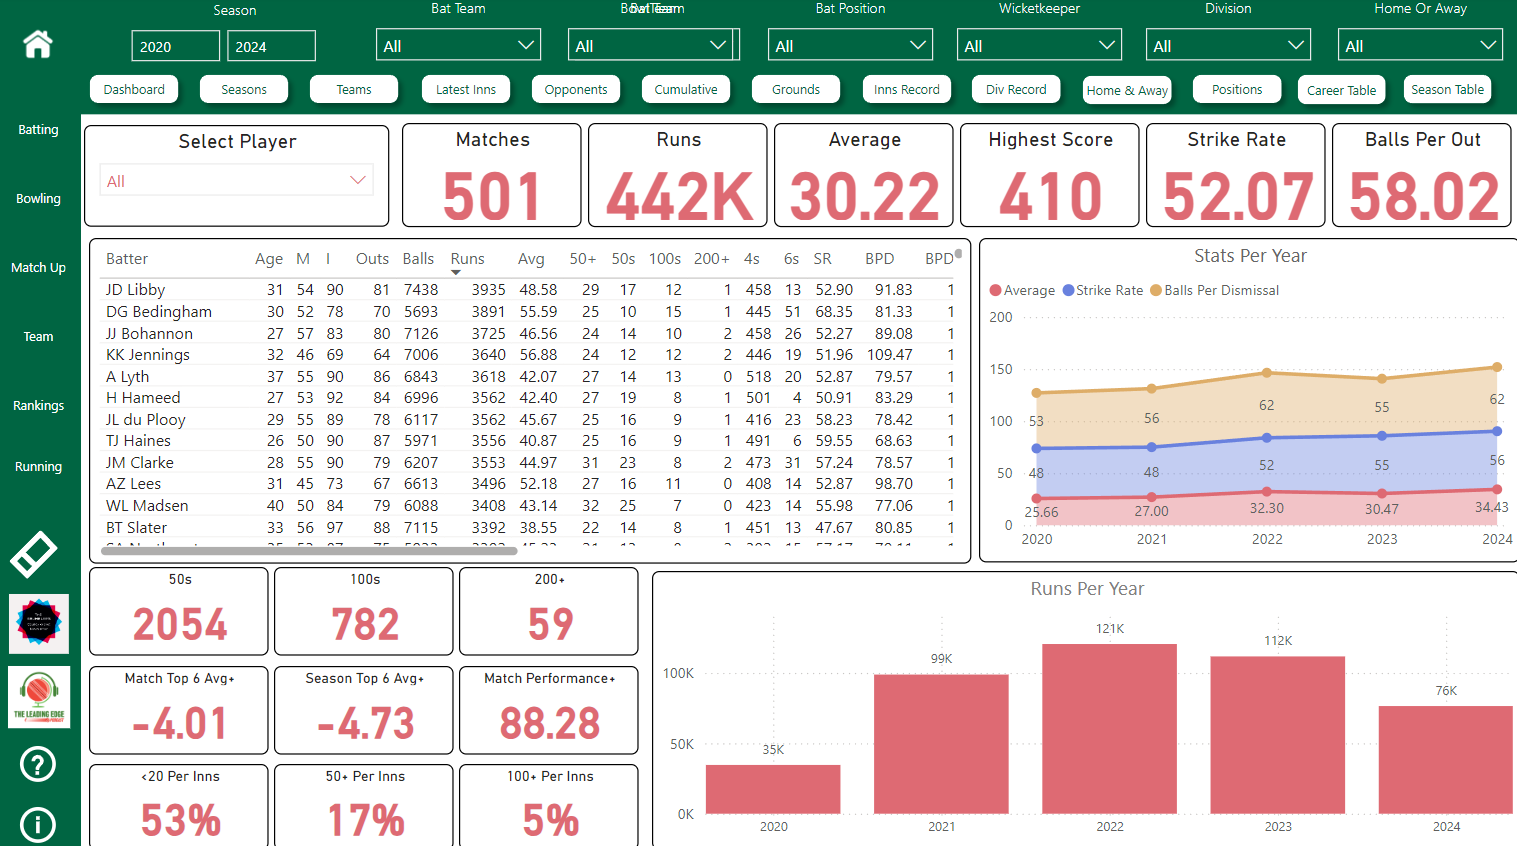 Season
Bat Team
Bowl Team
Bat Team
Bat Position
Wicketkeeper
Division
Home Or Away
2020
2024
All
All
All
All
All
All
Dashboard
Seasons
Teams
Latest Inns
Opponents
Cumulative
Grounds
Inns Record
Div Record
Home & Away
Positions
Career Table
Season Table
Batting
Bowling
Match Up
Team
Rankings
Running
THE LEADING EDGE
Select Player
All
Matches
501
Runs
442K
Average
30.22
Highest Score
410
Strike Rate
52.07
Balls Per Out
58.02
Batter Age M I Outs Balls Runs Avg 50+ 50s 100s 200+ 4s 6s SR BPD BPD
JD Libby 31 54 90 81 7438 3935 48.58 29 17 12 1 458 13 52.90 91.83 1
DG Bedingham 30 52 78 70 5693 3891 55.59 25 10 15 1 445 51 68.35 81.33 1
JJ Bohannon 27 57 83 80 7126 3725 46.56 24 14 10 2 458 26 52.27 89.08 1
KK Jennings 32 46 69 64 7006 3640 56.88 24 12 12 2 446 19 51.96 109.47 1
A Lyth 37 55 90 86 6843 3618 42.07 27 14 13 0 518 20 52.87 79.57 1
H Hameed 27 53 92 84 6996 3562 42.40 27 19 8 1 501 4 50.91 83.29 1
JL du Plooy 29 55 89 78 6117 3562 45.67 25 16 9 1 416 23 58.23 78.42 1
TJ Haines 26 50 90 87 5971 3556 40.87 25 16 9 1 491 6 59.55 68.63 1
JM Clarke 28 55 90 79 6207 3553 44.97 31 23 8 2 473 31 57.24 78.57 1
AZ Lees 31 45 73 67 6613 3496 52.18 27 16 11 0 408 14 52.87 98.70 1
WL Madsen 40 50 84 79 6088 3408 43.14 32 25 7 0 423 14 55.98 77.06 1
BT Slater 33 56 97 88 7115 3392 38.55 22 14 8 1 451 13 47.67 80.85 1
Stats Per Year
Average Strike Rate Balls Per Dismissal
200
150
100
50
0
53
56
62
55
62
48
48
52
55
56
25.66
27.00
32.30
30.47
34.43
2020
2021
2022
2023
2024
50s
2054
100s
782
200+
59
Match Top 6 Avg+
-4.01
Season Top 6 Avg+
-4.73
Match Performance+
88.28
<20 Per Inns
53%
50+ Per Inns
17%
100+ Per Inns
5%
Runs Per Year
100K
50K
0K
35K
99K
121K
112K
76K
2020
2021
2022
2023
2024